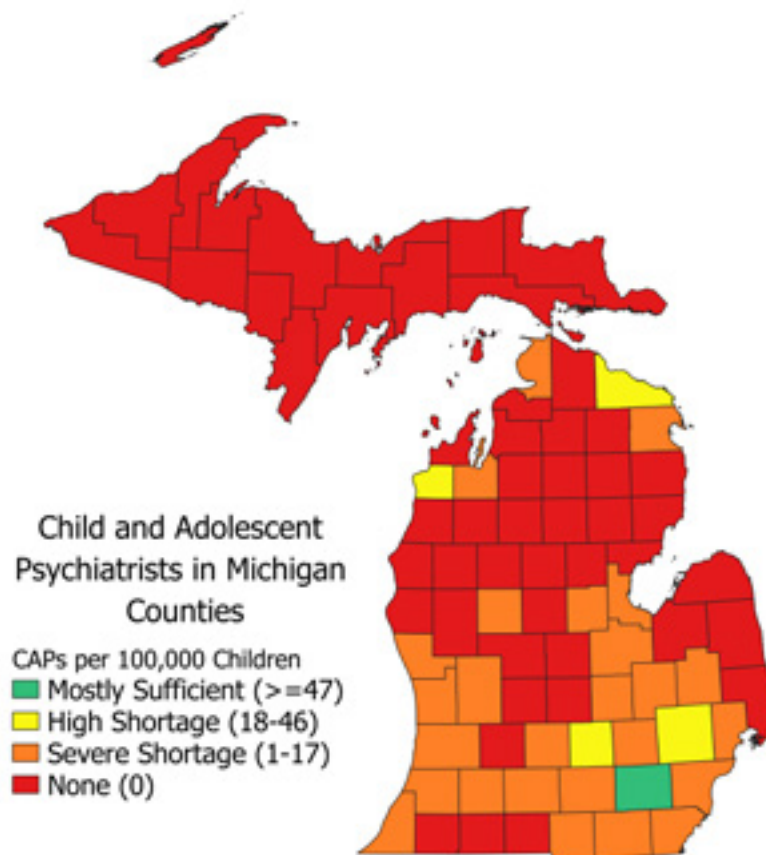 Child and Adolescent
Psychiatrists in Michigan
Counties
CAPs per 100,000 Children
Mostly Sufficient (>=47)
High Shortage (18-46)
Severe Shortage (1-17)
None (0)